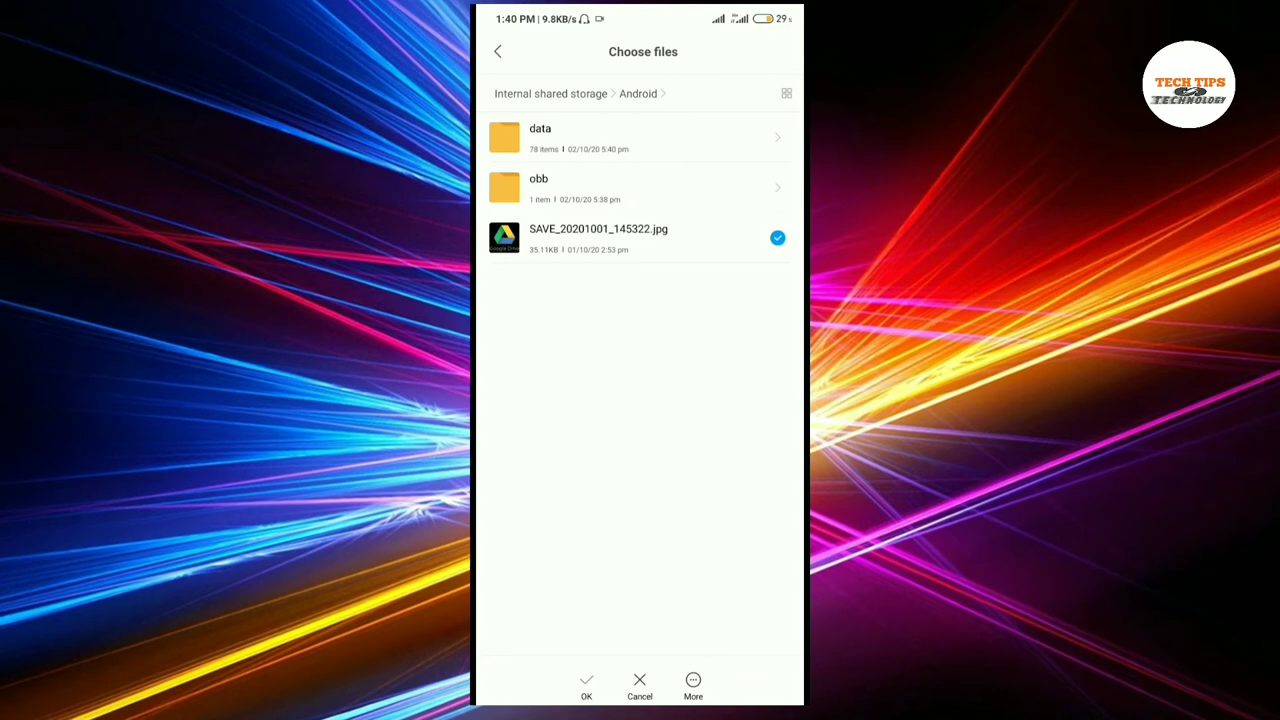 1:40 PM | 9.8KB/s 29%
Choose files
TECH TIPS
TECHNOLOGY
Internal shared storage > Android >
data
78 items | 02/10/20 5:40 pm
obb
1 item | 02/10/20 5:38 pm
SAVE_20201001_145322.jpg
Google Drive
35.11KB | 01/10/20 2:53 pm
OK Cancel More